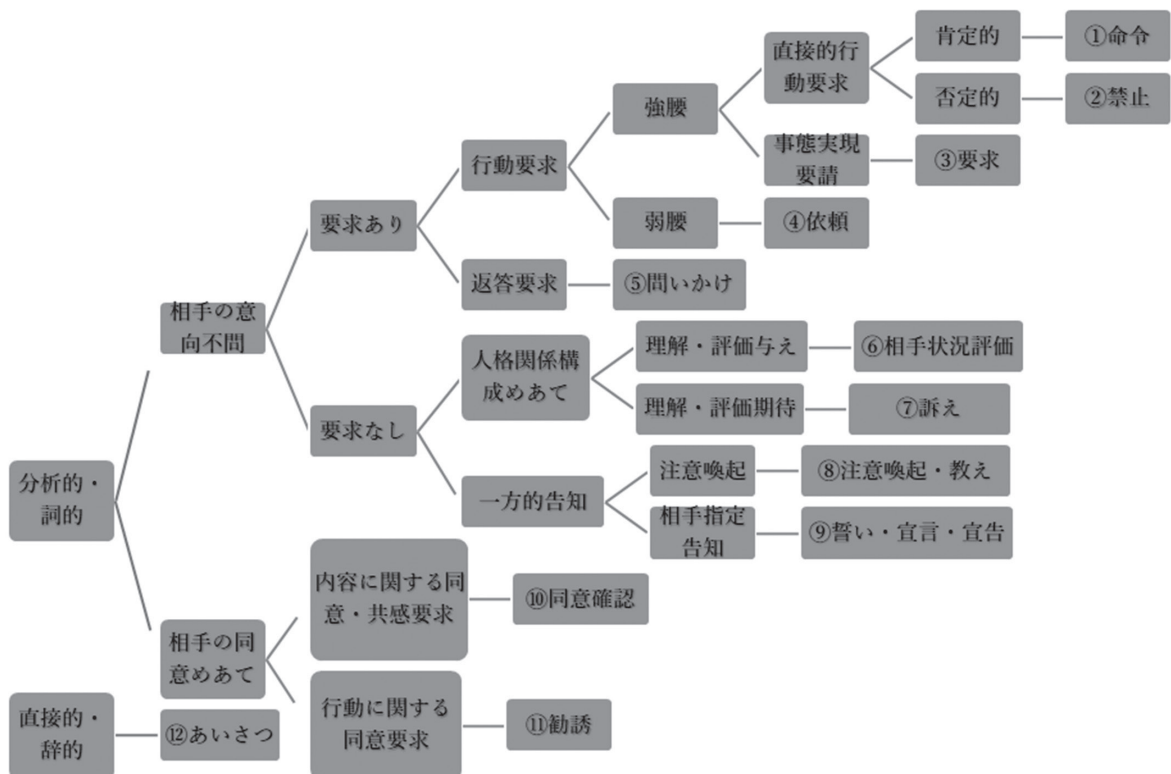 肯定的
①命令
直接的行
動要求
否定的
②禁止
強腰
事態実現
要請
③要求
行動要求
弱腰
④依頼
要求あり
返答要求
⑤問いかけ
相手の意
向不問
人格関係構
成めあて
理解・評価与え
⑥相手状況評価
理解・評価期待
⑦訴え
要求なし
注意喚起
⑧注意喚起・教え
一方的告知
相手指定
告知
⑨誓い・宣言・宣告
分析的・
詞的
内容に関する同
意・共感要求
⑩同意確認
相手の同
意めあて
行動に関する
同意要求
⑪勧誘
直接的・
辞的
⑫あいさつ